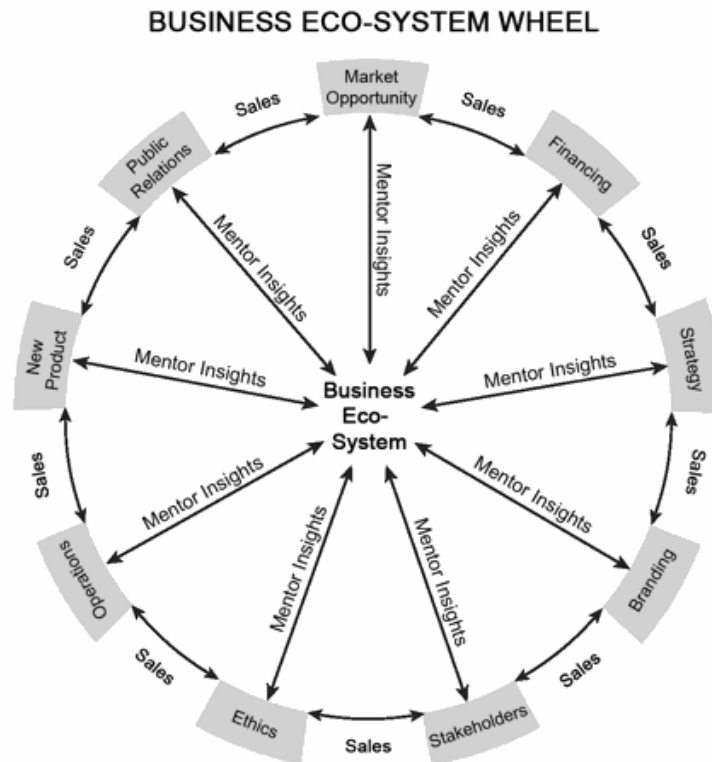 BUSINESS ECO-SYSTEM WHEEL
Market
Opportunity
Sales
Financing
Sales
Strategy
Sales
Branding
Sales
Stakeholders
Sales
Ethics
Sales
Operations
Sales
New
Product
Sales
Public
Relations
Sales
Mentor Insights
Mentor Insights
Mentor Insights
Mentor Insights
Mentor Insights
Mentor Insights
Mentor Insights
Mentor Insights
Mentor Insights
Business
Eco-
System